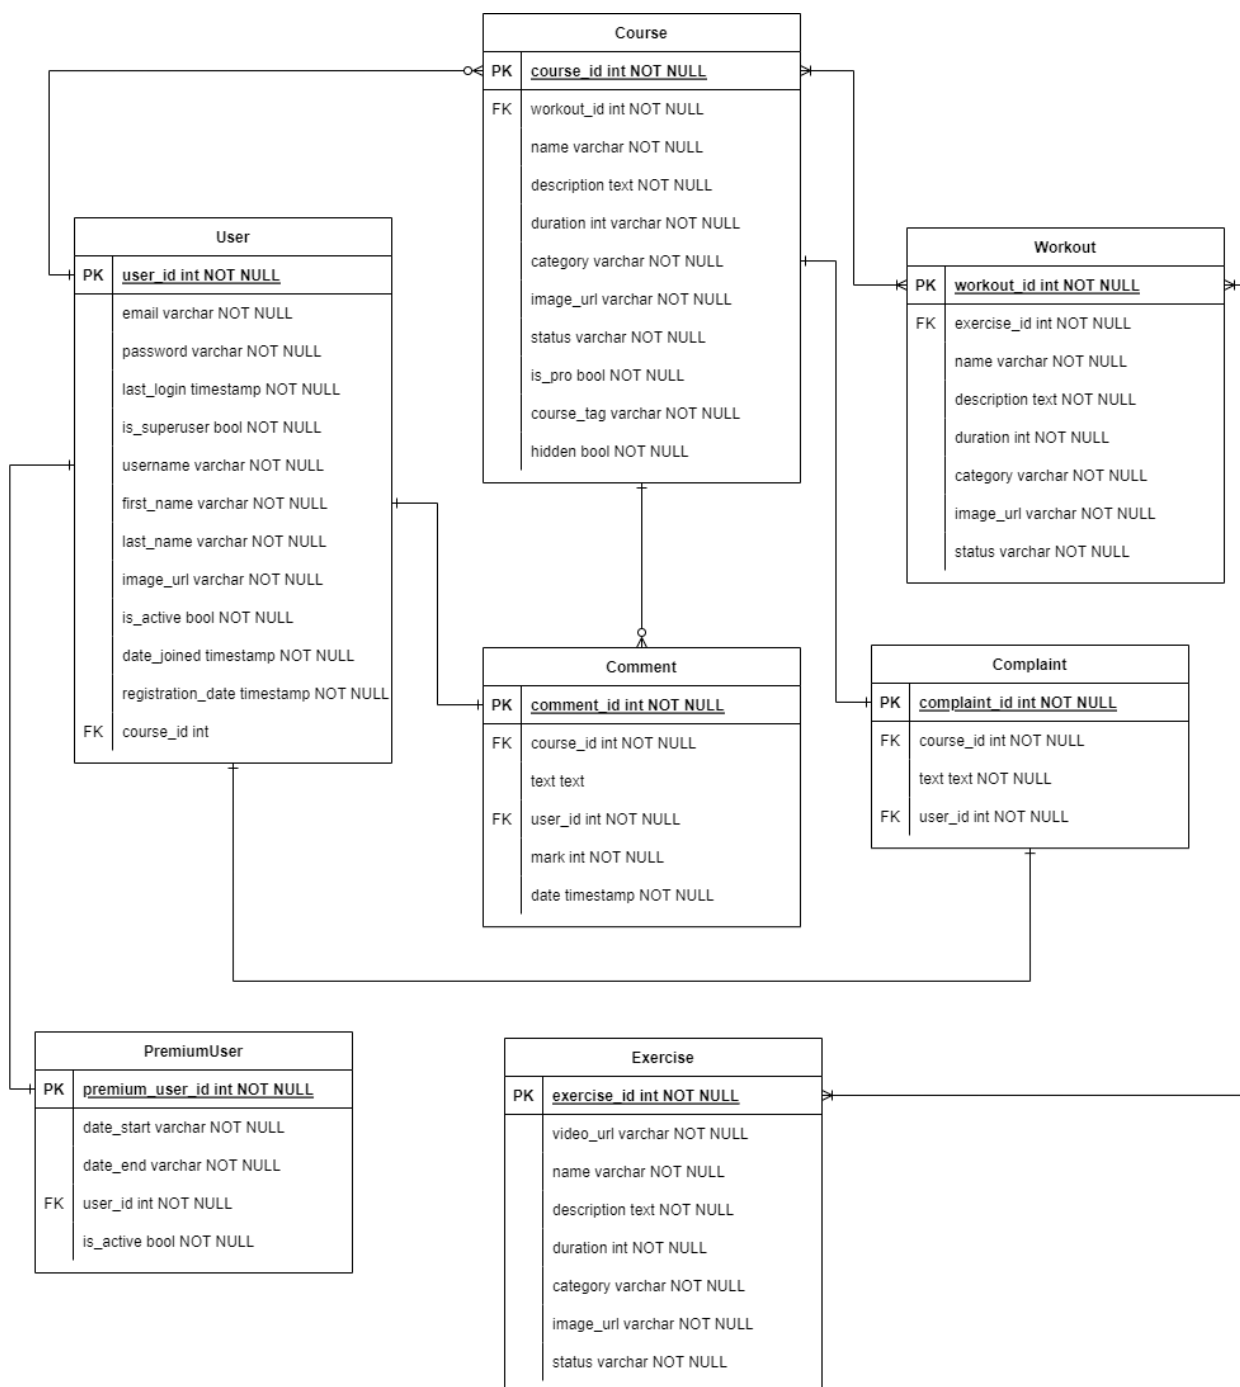 Course
PK course_id int NOT NULL
FK workout_id int NOT NULL
name varchar NOT NULL
description text NOT NULL
duration int varchar NOT NULL
category varchar NOT NULL
image_url varchar NOT NULL
status varchar NOT NULL
is_pro bool NOT NULL
course_tag varchar NOT NULL
hidden bool NOT NULL
User
PK user_id int NOT NULL
email varchar NOT NULL
password varchar NOT NULL
last_login timestamp NOT NULL
is_superuser bool NOT NULL
username varchar NOT NULL
first_name varchar NOT NULL
last_name varchar NOT NULL
image_url varchar NOT NULL
is_active bool NOT NULL
date_joined timestamp NOT NULL
registration_date timestamp NOT NULL
FK course_id int
Workout
PK workout_id int NOT NULL
FK exercise_id int NOT NULL
name varchar NOT NULL
description text NOT NULL
duration int NOT NULL
category varchar NOT NULL
image_url varchar NOT NULL
status varchar NOT NULL
Comment
PK comment_id int NOT NULL
FK course_id int NOT NULL
text text
FK user_id int NOT NULL
mark int NOT NULL
date timestamp NOT NULL
Complaint
PK complaint_id int NOT NULL
FK course_id int NOT NULL
text text NOT NULL
FK user_id int NOT NULL
PremiumUser
PK premium_user_id int NOT NULL
date_start varchar NOT NULL
date_end varchar NOT NULL
FK user_id int NOT NULL
is_active bool NOT NULL
Exercise
PK exercise_id int NOT NULL
video_url varchar NOT NULL
name varchar NOT NULL
description text NOT NULL
duration int NOT NULL
category varchar NOT NULL
image_url varchar NOT NULL
status varchar NOT NULL